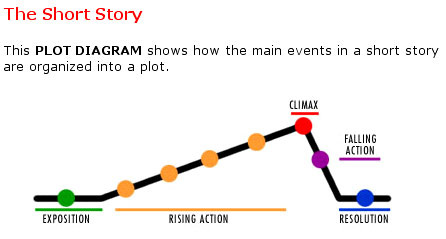 The Short Story
This PLOT DIAGRAM shows how the main events in a short story
are organized into a plot.
CLIMAX
FALLING
ACTION
EXPOSITION
RISING ACTION
RESOLUTION